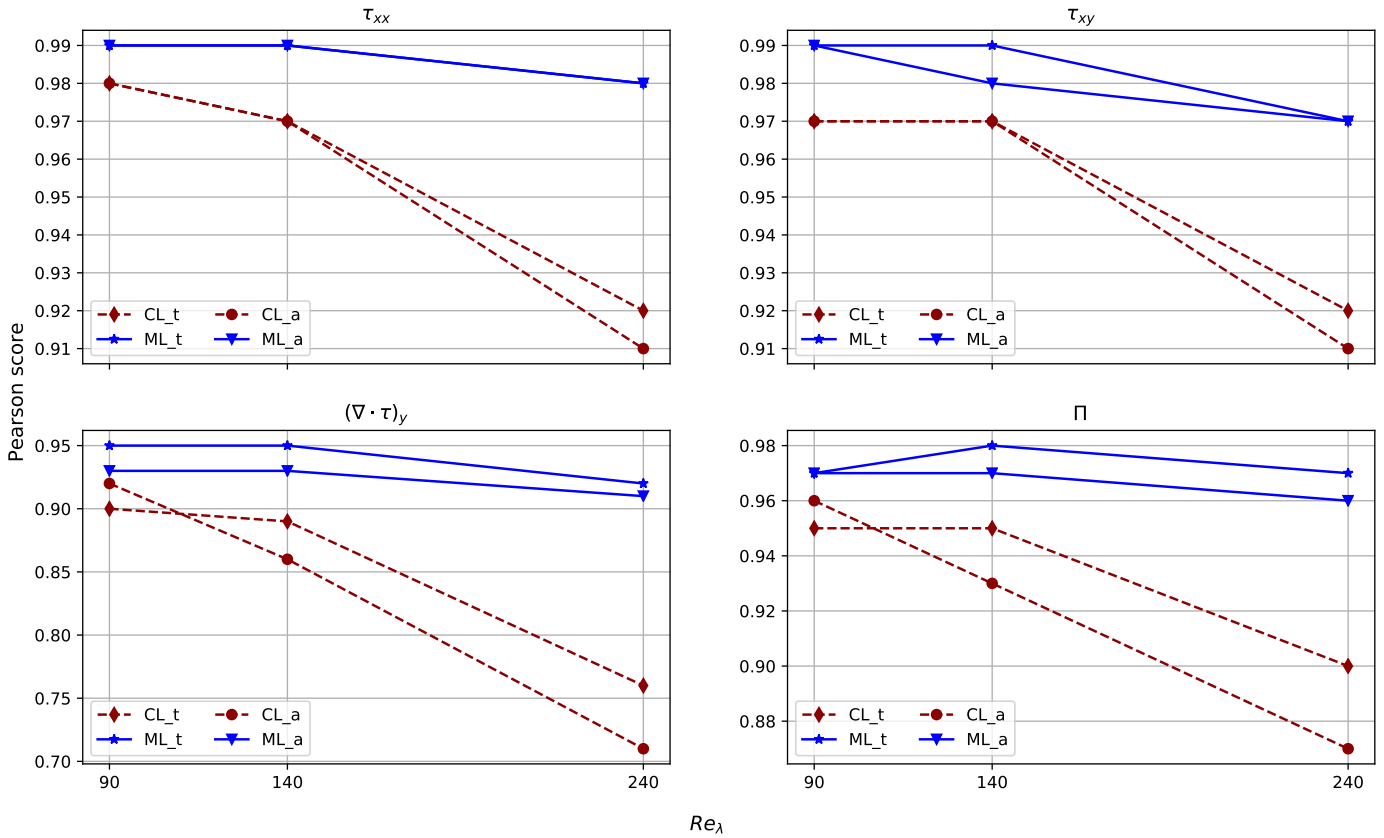 τxx
τxy
0.99
0.98
0.97
0.96
0.95
0.94
0.93
0.92
0.91
CL_t CL_a
ML_t ML_a
0.99
0.98
0.97
0.96
0.95
0.94
0.93
0.92
0.91
CL_t CL_a
ML_t ML_a
Pearson score
(∇ · τ)y
Π
0.95
0.90
0.85
0.80
0.75
0.70
CL_t CL_a
ML_t ML_a
90 140 240
0.98
0.96
0.94
0.92
0.90
0.88
CL_t CL_a
ML_t ML_a
90 140 240
Reλ